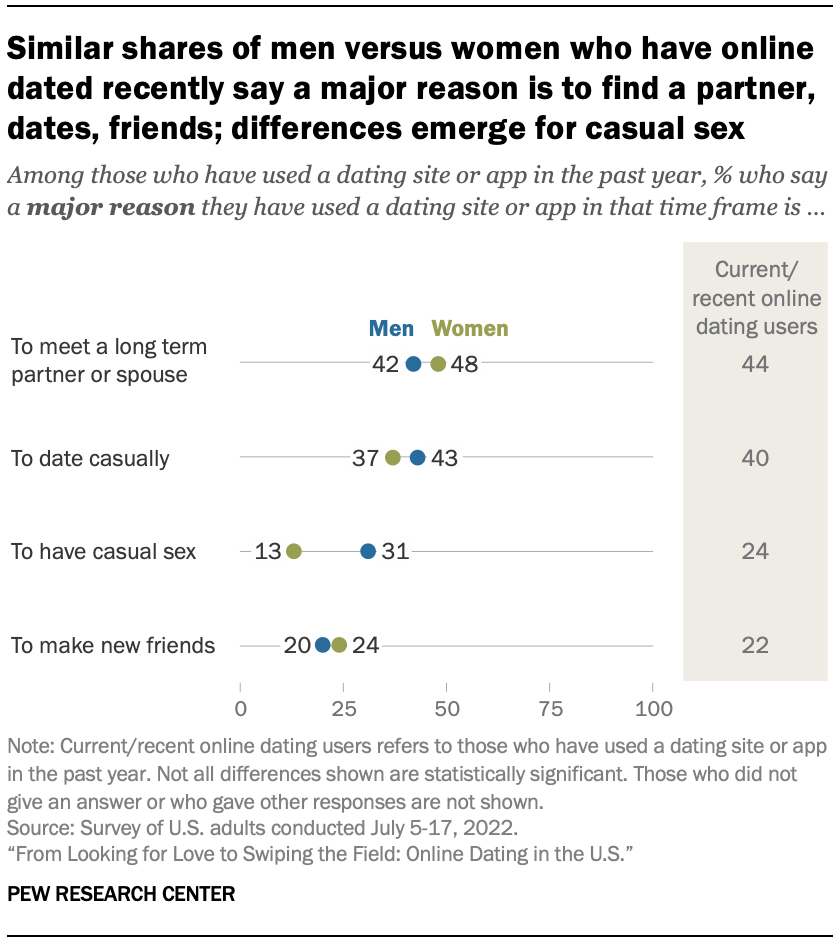 Similar shares of men versus women who have online
dated recently say a major reason is to find a partner,
dates, friends; differences emerge for casual sex
Among those who have used a dating site or app in the past year, % who say
a major reason they have used a dating site or app in that time frame is ...
Current/
recent online
dating users
Men Women
To meet a long term
partner or spouse
42 48 44
To date casually 37 43 40
To have casual sex 13 31 24
To make new friends 20 24 22
0 25 50 75 100
Note: Current/recent online dating users refers to those who have used a dating site or app
in the past year. Not all differences shown are statistically significant. Those who did not
give an answer or who gave other responses are not shown.
Source: Survey of U.S. adults conducted July 5-17, 2022.
“From Looking for Love to Swiping the Field: Online Dating in the U.S.”
PEW RESEARCH CENTER